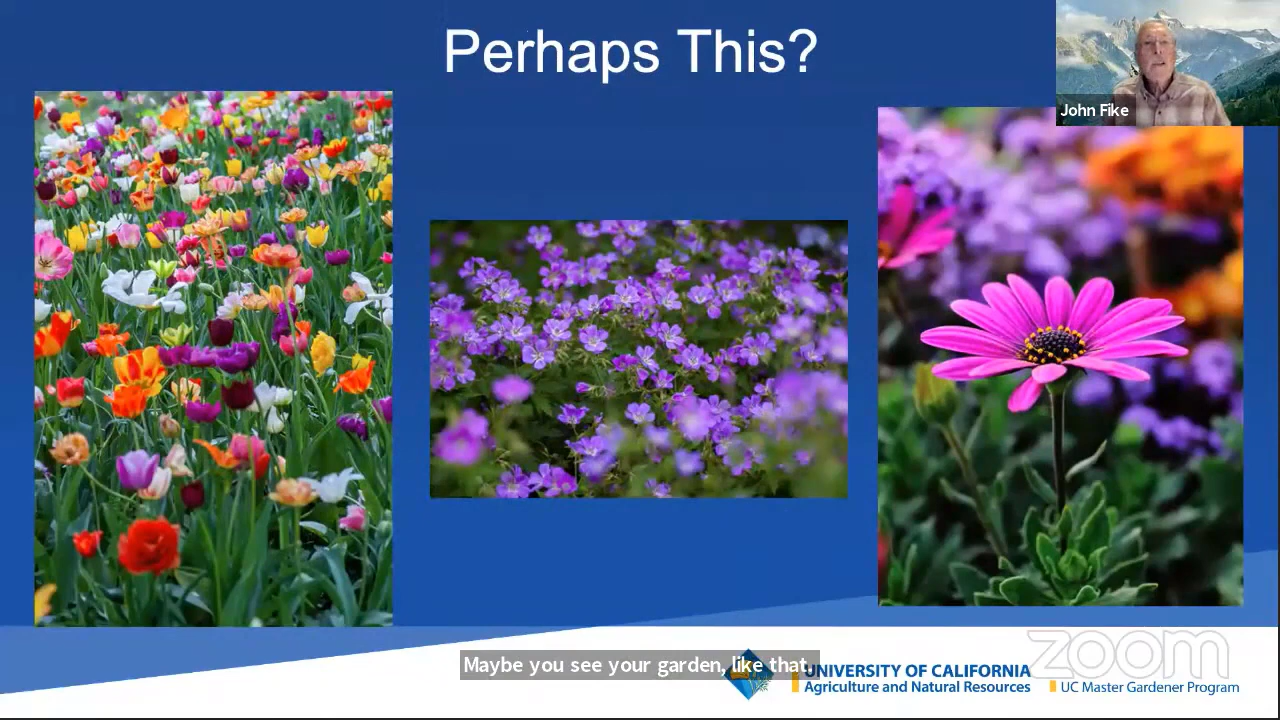 Perhaps This?
John Fike
zoom
Maybe you see your garden, like that.
UNIVERSITY OF CALIFORNIA
Agriculture and Natural Resources
UC Master Gardener Program